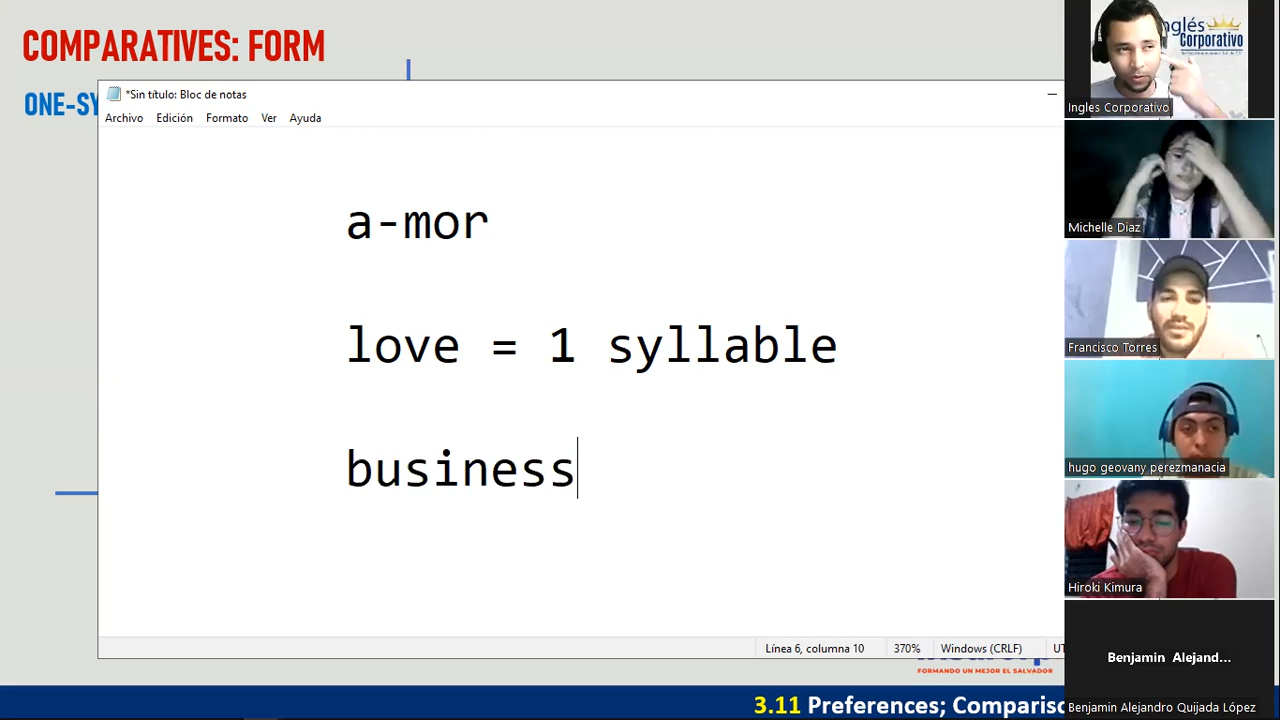 COMPARATIVES: FORM
ONE-SY
*Sin título: Bloc de notas
Archivo Edición Formato Ver Ayuda
a-mor
love = 1 syllable
business
Línea 6, columna 10 370% Windows (CRLF) UT
FORMANDO UN MEJOR EL SALVADOR
3.11 Preferences; Comparisc
Inglés
Corporativo
Ingles Corporativo
Michelle Díaz
Francisco Torres
hugo geovany perezmanacia
Hiroki Kimura
Benjamin Alejand...
Benjamin Alejandro Quijada López